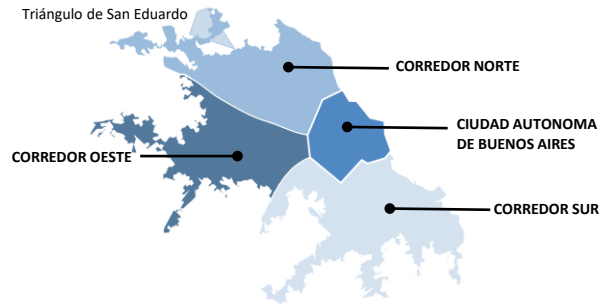 Triángulo de San Eduardo
CORREDOR NORTE
CIUDAD AUTONOMA
DE BUENOS AIRES
CORREDOR OESTE
CORREDOR SUR